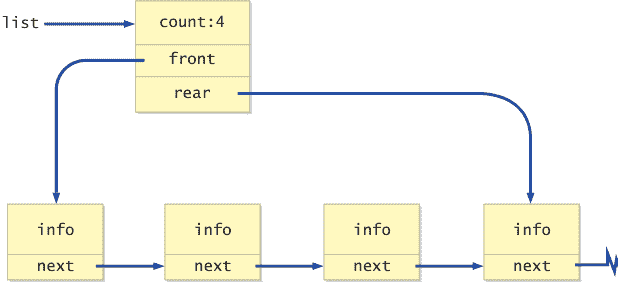 list
count:4
front
rear
info info info info
next next next next